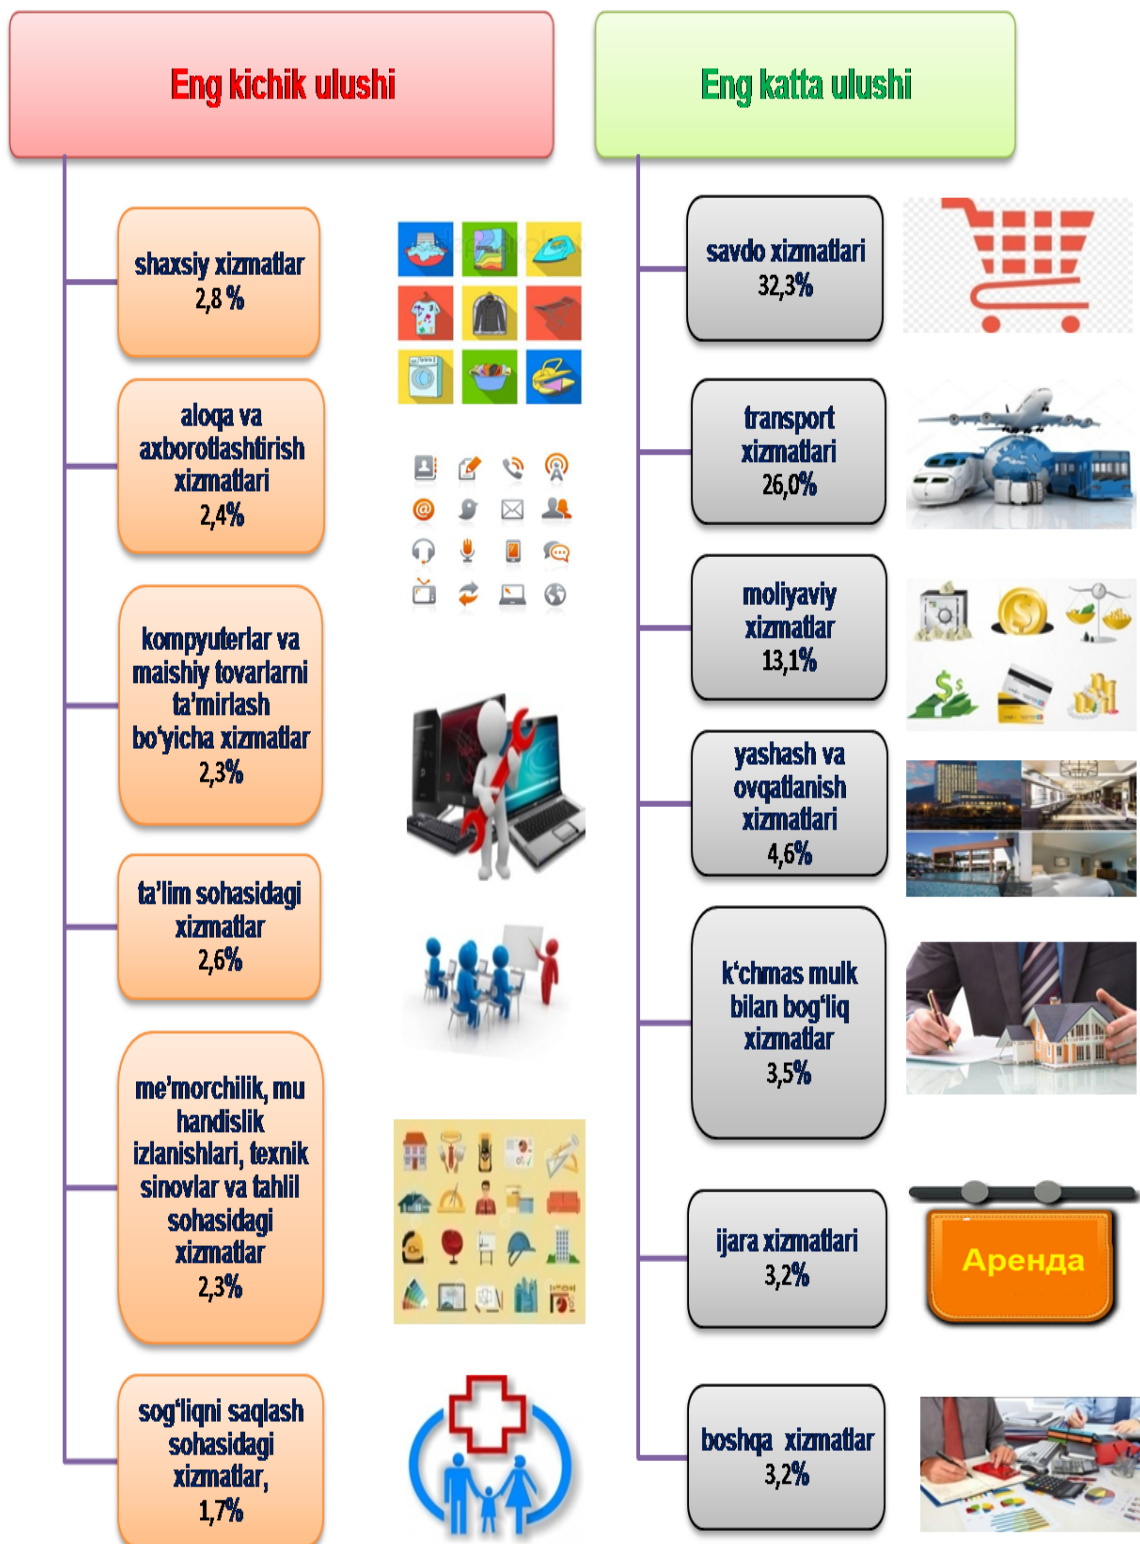 Eng kichik ulushi
shaxsiy xizmatlar
2,8 %
aloqa va
axborotlashtirish
xizmatlari
2,4%
kompyuterlar va
maishiy tovarlarni
ta’mirlash
bo‘yicha xizmatlar
2,3%
ta’lim sohasidagi
xizmatlar
2,6%
me’morchilik, mu
handislik
izlanishlari, texnik
sinovlar va tahlil
sohasidagi
xizmatlar
2,3%
sog‘liqni saqlash
sohasidagi
xizmatlar,
1,7%
Eng katta ulushi
savdo xizmatlari
32,3%
transport
xizmatlari
26,0%
moliyaviy
xizmatlar
13,1%
yashash va
ovqatlanish
xizmatlari
4,6%
k‘chmas mulk
bilan bog‘liq
xizmatlar
3,5%
ijara xizmatlari
3,2%
Аренда
boshqa  xizmatlar
3,2%